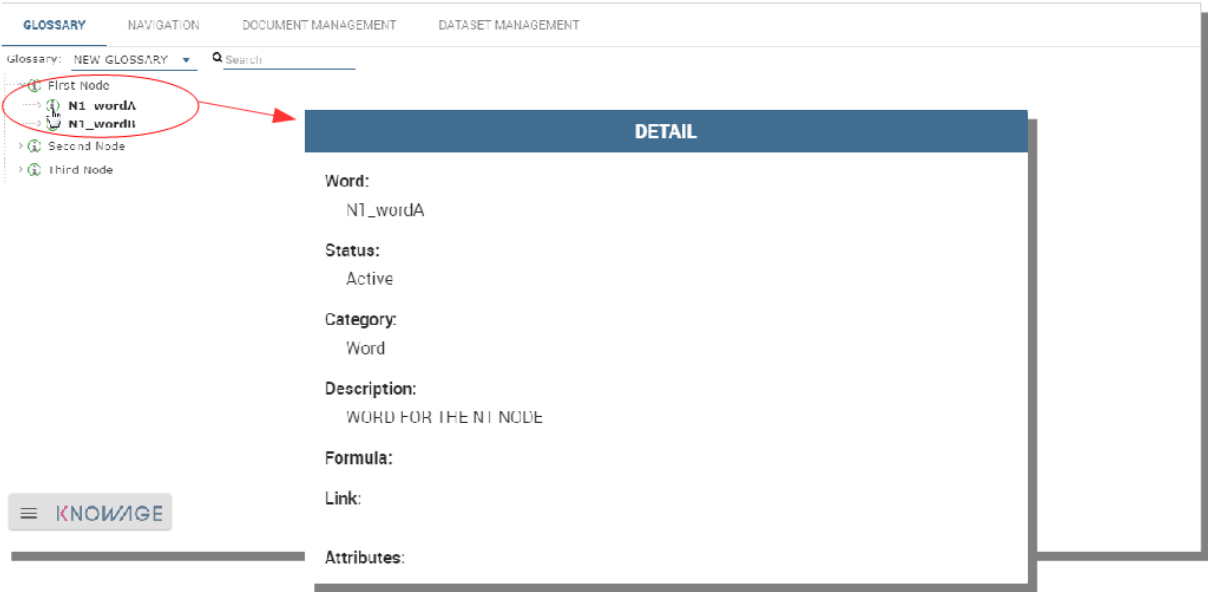 GLOSSARY NAVIGATION DOCUMENT MANAGEMENT DATASET MANAGEMENT
Glossary: NEW GLOSSARY Search
First Node
N1_wordA
N1_wordB
Second Node
Third Node
DETAIL
Word:
N1_wordA
Status:
Active
Category:
Word
Description:
WORD FOR THE N1 NODE
Formula:
Link:
Attributes:
KNOWAGE